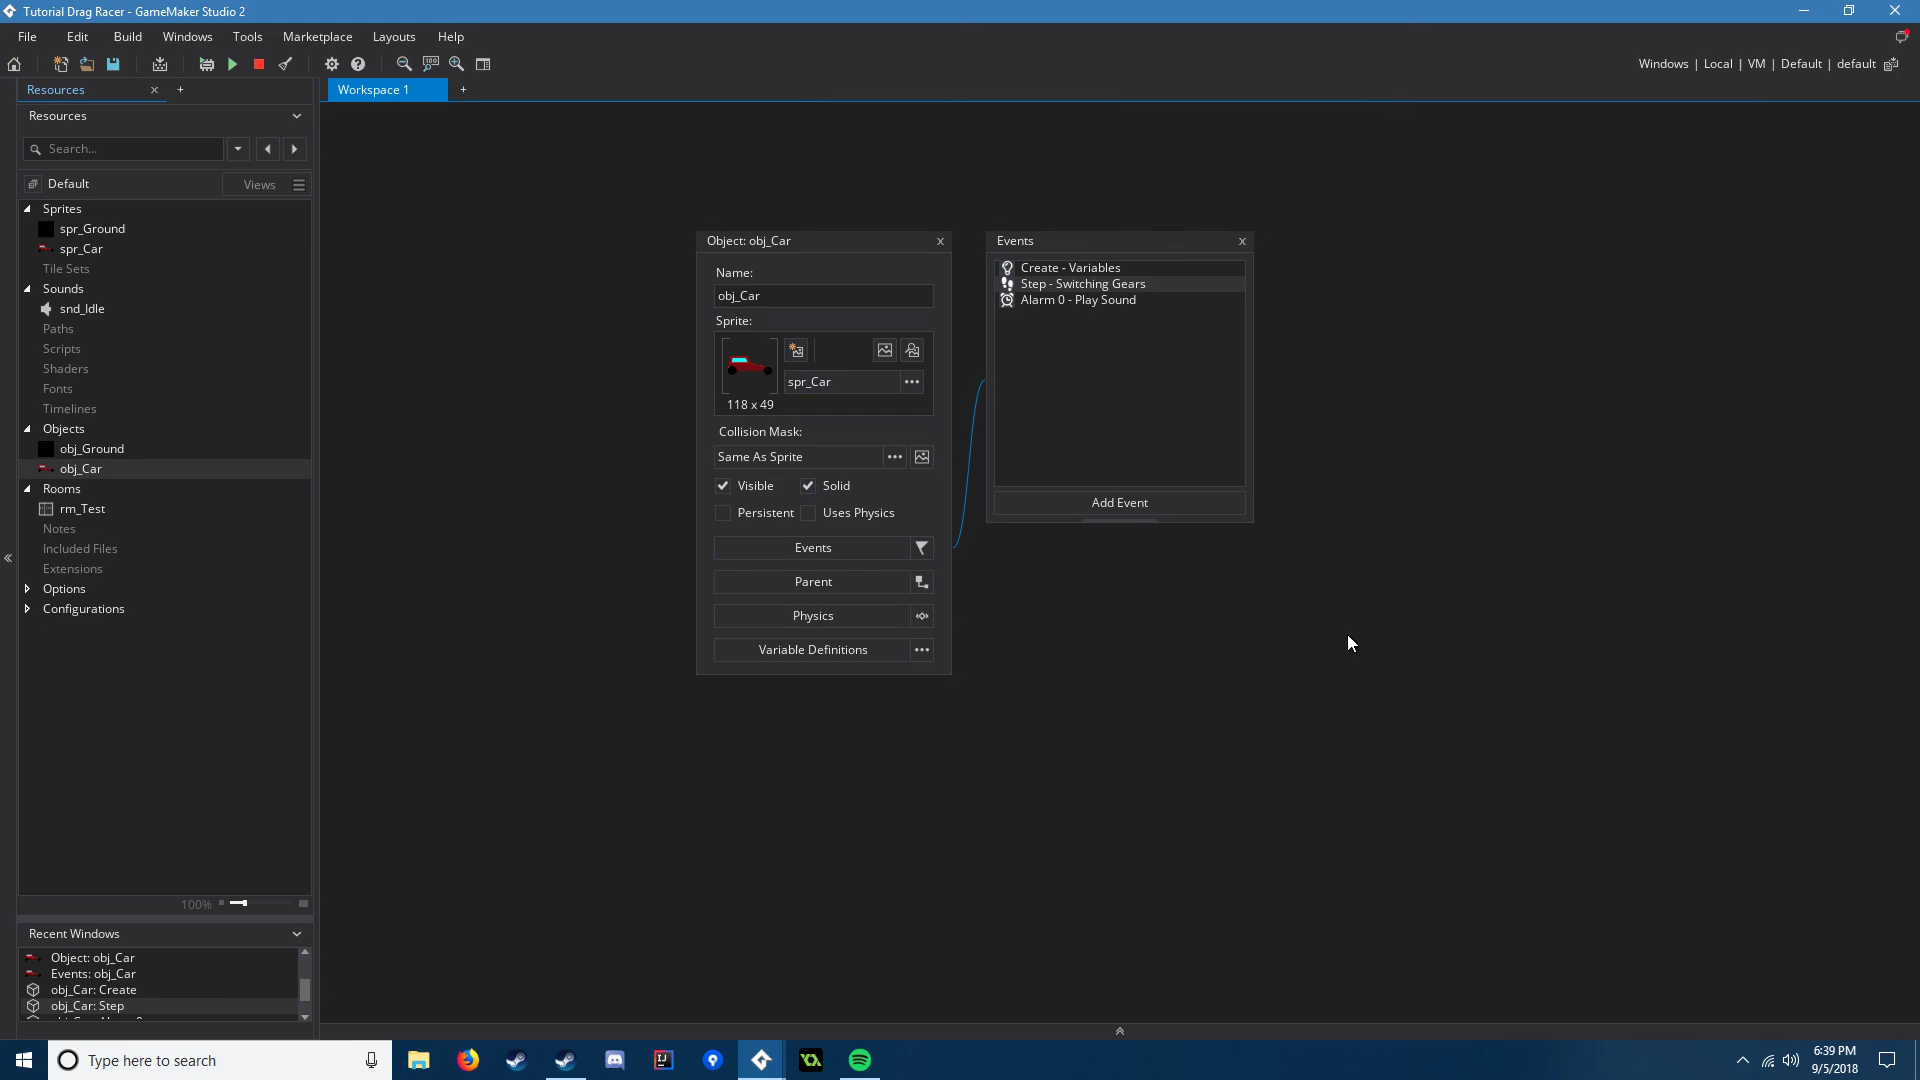 Tutorial Drag Racer - GameMaker Studio 2
File Edit Build Windows Tools Marketplace Layouts Help
Windows | Local | VM | Default | default
Resources
Workspace 1
Resources
Search...
Default
Views
Sprites
spr_Ground
spr_Car
Tile Sets
Sounds
snd_Idle
Paths
Scripts
Shaders
Fonts
Timelines
Objects
obj_Ground
obj_Car
Rooms
rm_Test
Notes
Included Files
Extensions
Options
Configurations
100%
Recent Windows
Object: obj_Car
Events: obj_Car
obj_Car: Create
obj_Car: Step
Object: obj_Car
Name:
obj_Car
Sprite:
spr_Car
118 x 49
Collision Mask:
Same As Sprite
Visible Solid
Persistent Uses Physics
Events
Parent
Physics
Variable Definitions
Events
Create - Variables
Step - Switching Gears
Alarm 0 - Play Sound
Add Event
Type here to search
6:39 PM
9/5/2018